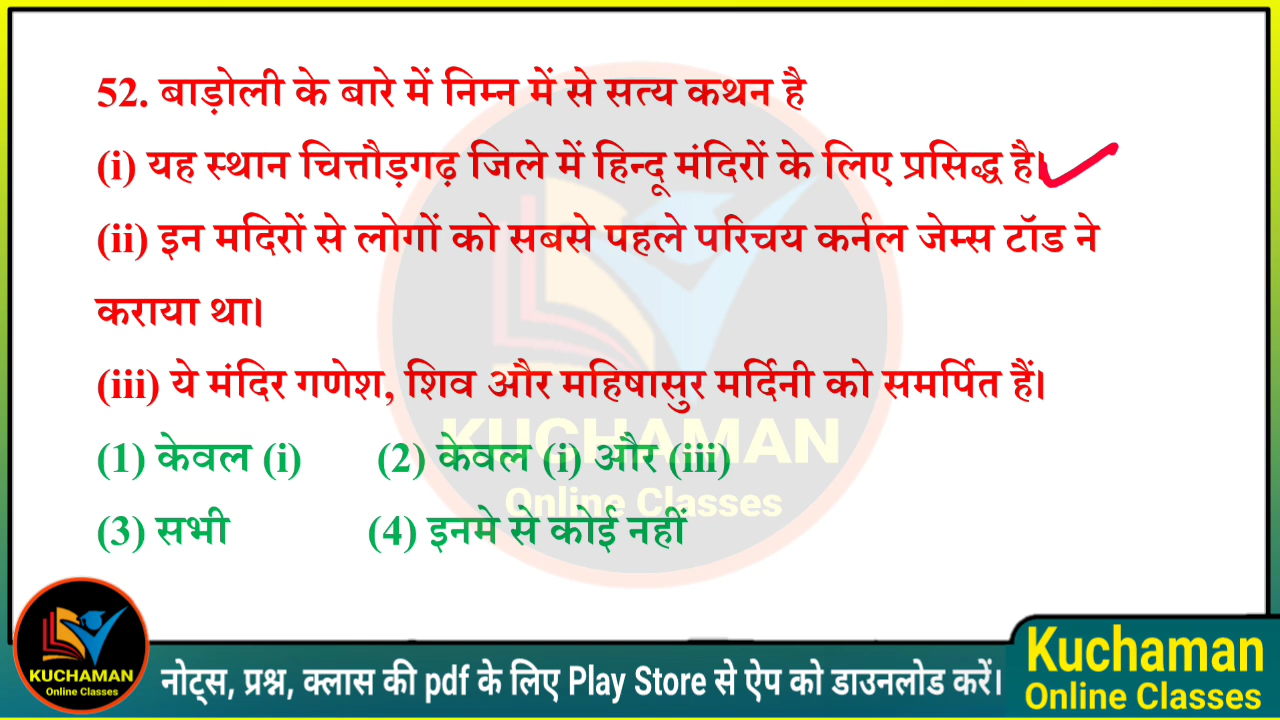 52. बाड़ोली के बारे में निम्न में से सत्य कथन है
(i) यह स्थान चित्तौड़गढ़ जिले में हिन्दू मंदिरों के लिए प्रसिद्ध है।
(ii) इन मदिरों से लोगों को सबसे पहले परिचय कर्नल जेम्स टॉड ने
कराया था।
(iii) ये मंदिर गणेश, शिव और महिषासुर मर्दिनी को समर्पित हैं।
KUCHAMAN
(1) केवल (i) (2) केवल (i) और (iii)
Online Classes
(3) सभी (4) इनमे से कोई नहीं
KUCHAMAN
Online Classes
नोट्स, प्रश्न, क्लास की pdf के लिए Play Store से ऐप को डाउनलोड करें।
Kuchaman
Online Classes